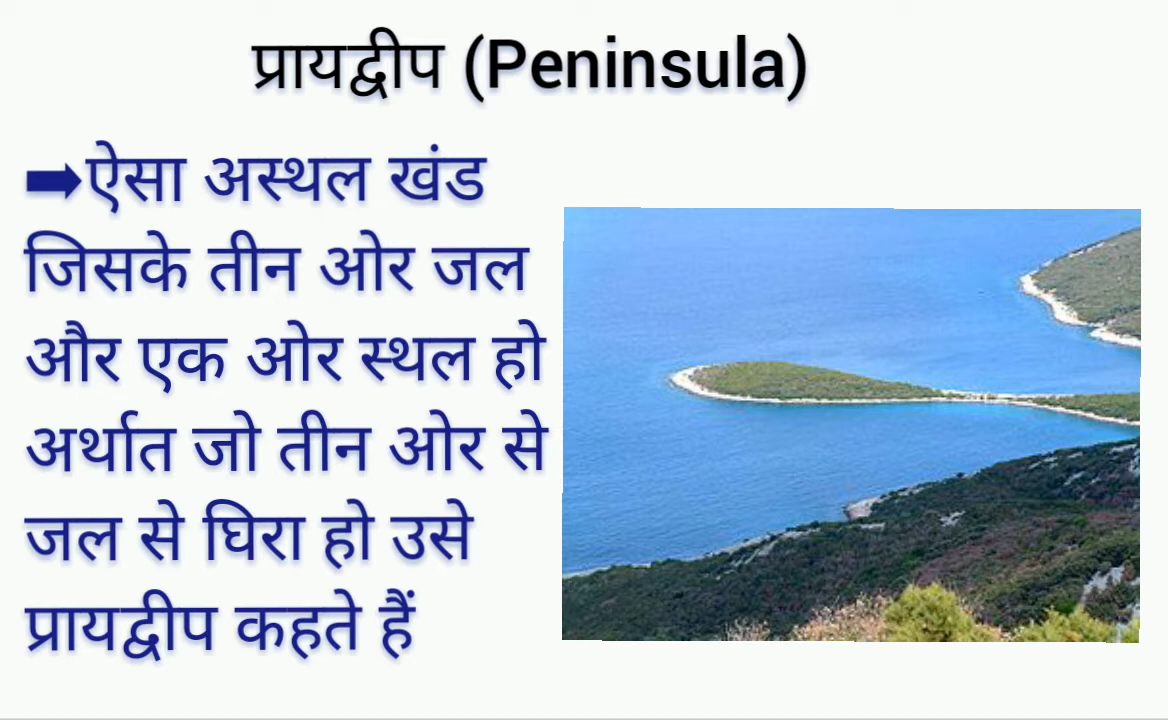 प्रायद्वीप (Peninsula)
➡ऐसा अस्थल खंड
जिसके तीन ओर जल
और एक ओर स्थल हो
अर्थात जो तीन ओर से
जल से घिरा हो उसे
प्रायद्वीप कहते हैं